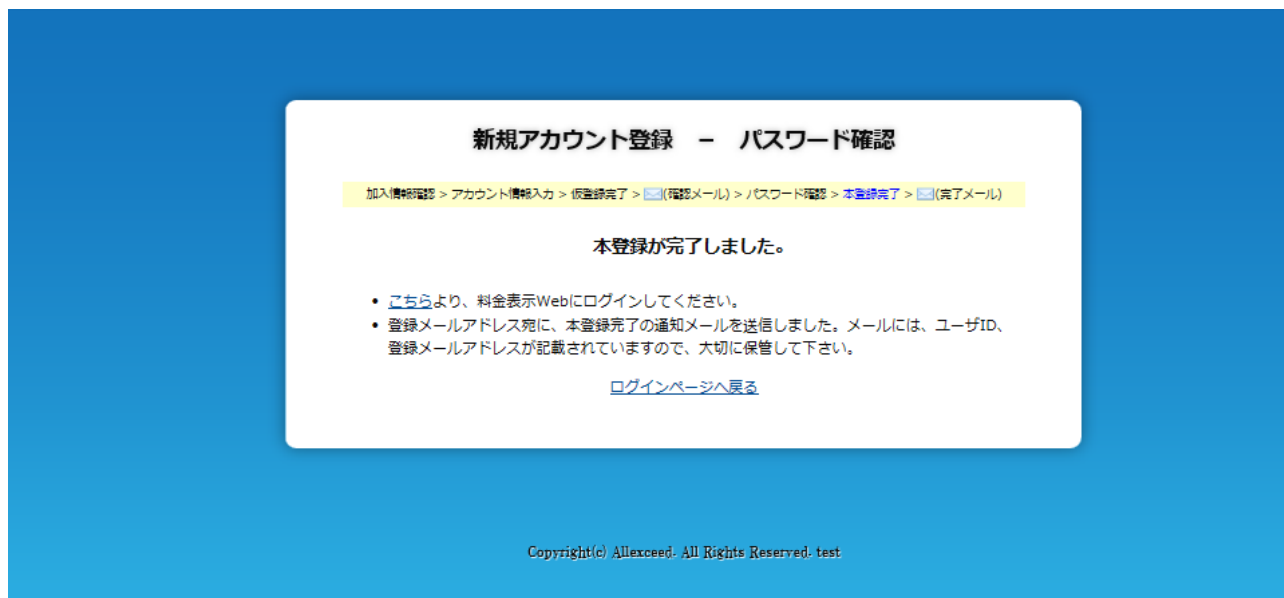 新規アカウント登録　－　パスワード確認
加入情報確認 > アカウント情報入力 > 仮登録完了 > (確認メール) > パスワード確認 > 本登録完了 > (完了メール)
本登録が完了しました。
• こちらより、料金表示Webにログインしてください。
• 登録メールアドレス宛に、本登録完了の通知メールを送信しました。メールには、ユーザID、
登録メールアドレスが記載されていますので、大切に保管して下さい。
ログインページへ戻る
Copyright(c) Allexceed. All Rights Reserved. test